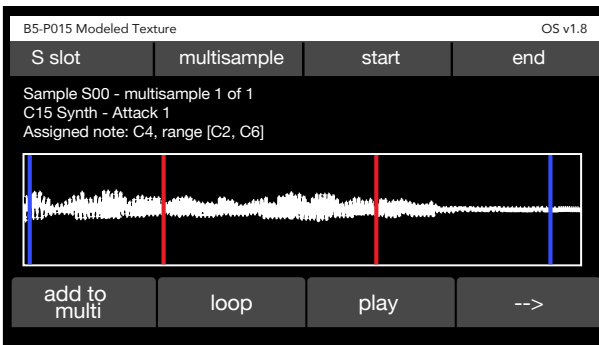 B5-P015 Modeled Texture OS v1.8
S slot multisample start end
Sample S00 - multisample 1 of 1
C15 Synth - Attack 1
Assigned note: C4, range [C2, C6]
add to
multi
loop play -->